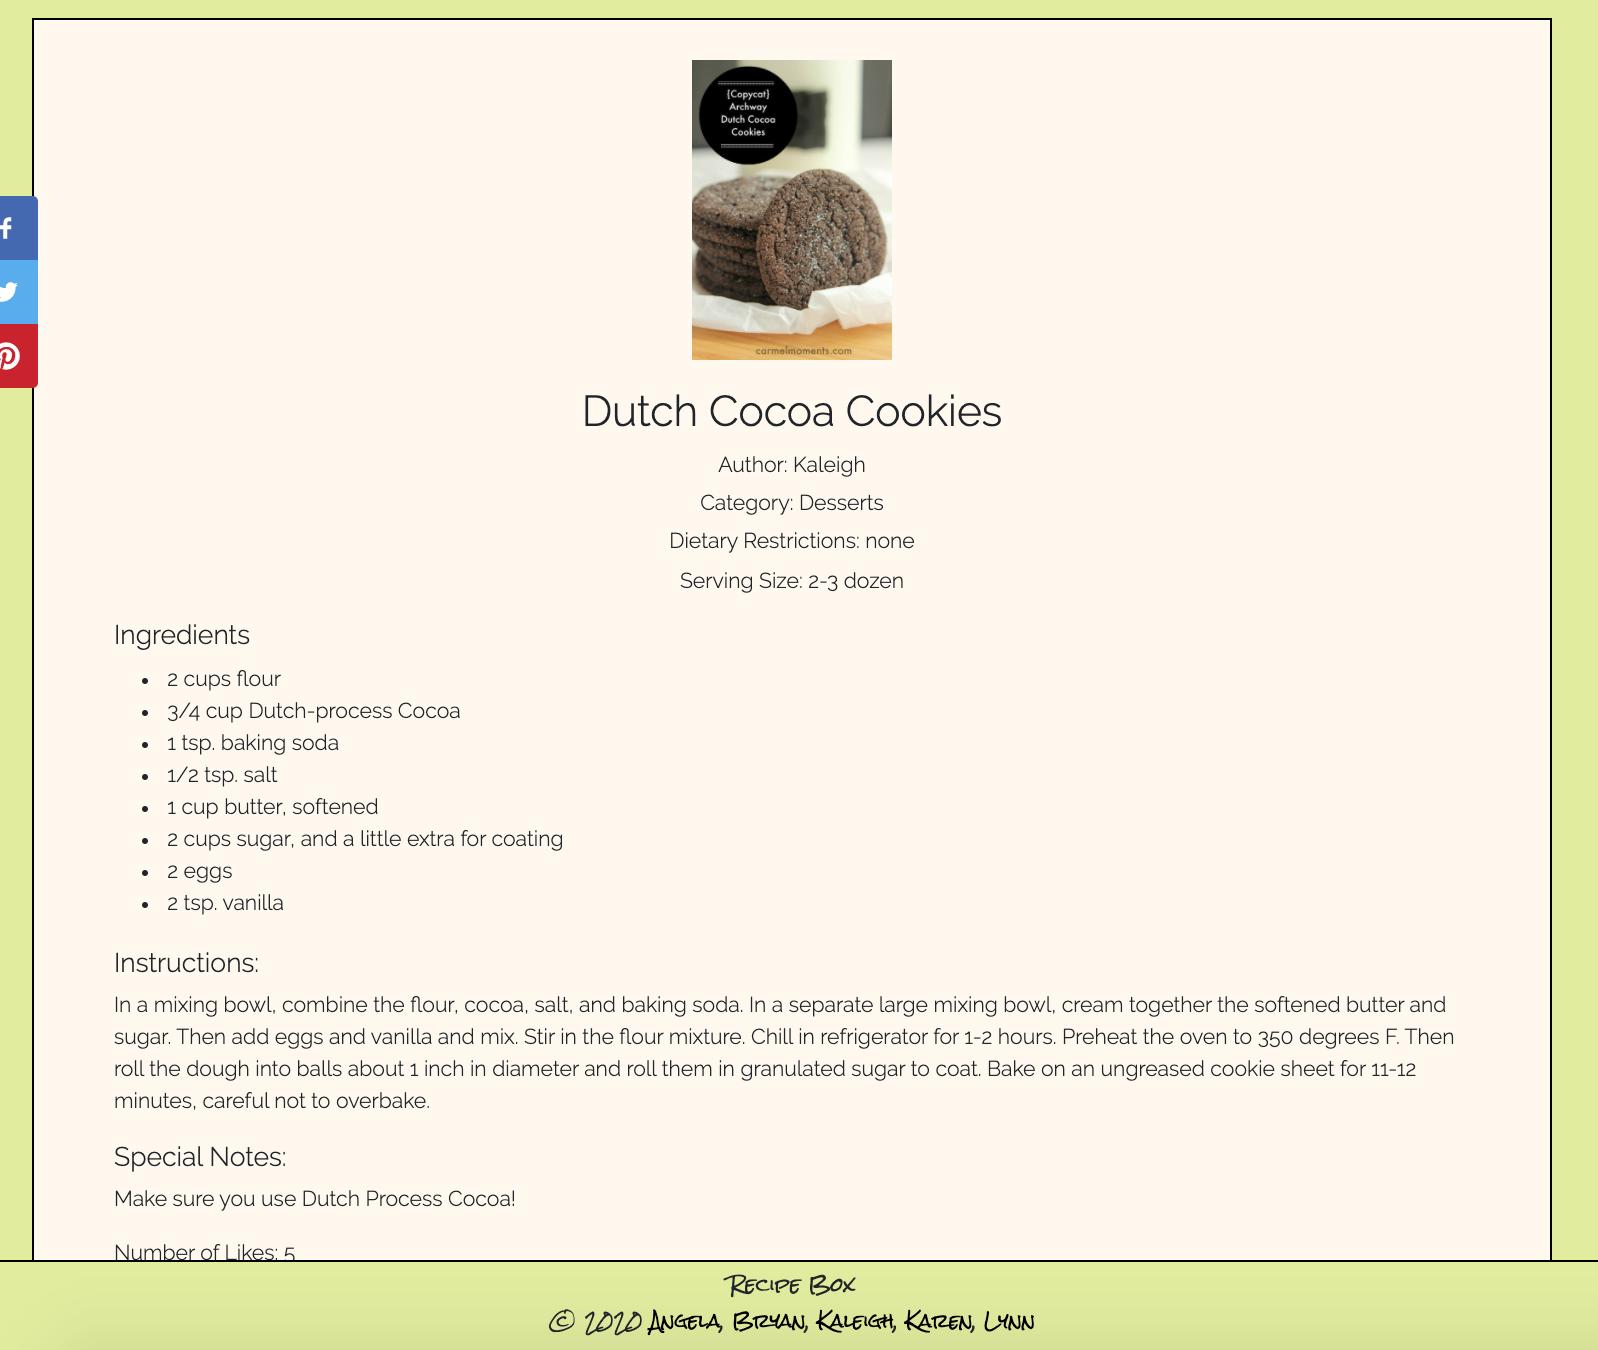 {Copycat}
Archway
Dutch Cocoa
Cookies
carmelmoments.com
Dutch Cocoa Cookies
Author: Kaleigh
Category: Desserts
Dietary Restrictions: none
Serving Size: 2-3 dozen
Ingredients
2 cups flour
3/4 cup Dutch-process Cocoa
1 tsp. baking soda
1/2 tsp. salt
1 cup butter, softened
2 cups sugar, and a little extra for coating
2 eggs
2 tsp. vanilla
Instructions:
In a mixing bowl, combine the flour, cocoa, salt, and baking soda. In a separate large mixing bowl, cream together the softened butter and
sugar. Then add eggs and vanilla and mix. Stir in the flour mixture. Chill in refrigerator for 1-2 hours. Preheat the oven to 350 degrees F. Then
roll the dough into balls about 1 inch in diameter and roll them in granulated sugar to coat. Bake on an ungreased cookie sheet for 11-12
minutes, careful not to overbake.
Special Notes:
Make sure you use Dutch Process Cocoa!
Number of Likes: 5
Recipe Box
© 2020 Angela, Bryan, Kaleigh, Karen, Lynn